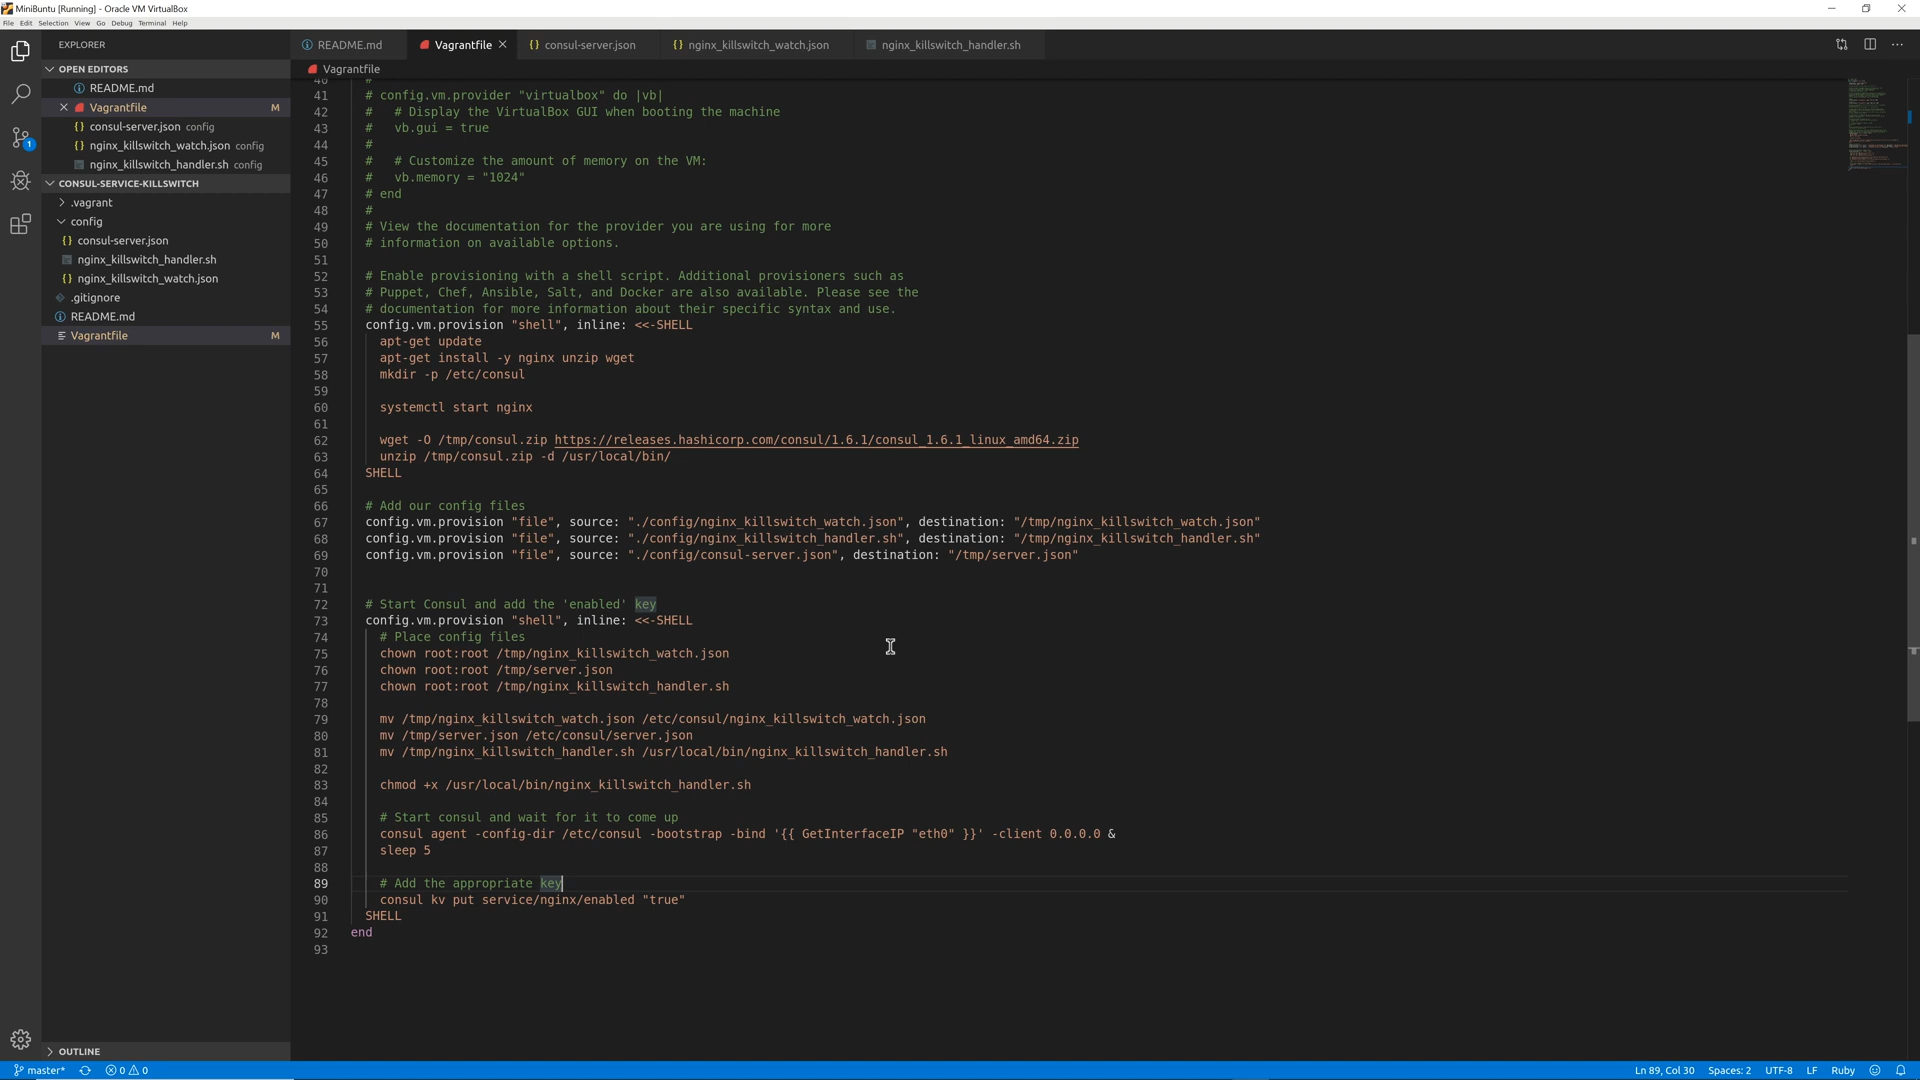 MiniBuntu [Running] - Oracle VM VirtualBox
File Edit Selection View Go Debug Terminal Help
EXPLORER
OPEN EDITORS
README.md
Vagrantfile M
consul-server.json config
nginx_killswitch_watch.json config
nginx_killswitch_handler.sh config
CONSUL-SERVICE-KILLSWITCH
.vagrant
config
consul-server.json
nginx_killswitch_handler.sh
nginx_killswitch_watch.json
.gitignore
README.md
Vagrantfile M
OUTLINE
1
README.md Vagrantfile consul-server.json nginx_killswitch_watch.json nginx_killswitch_handler.sh
Vagrantfile
40 #
41 # config.vm.provider "virtualbox" do |vb|
42 #   # Display the VirtualBox GUI when booting the machine
43 #   vb.gui = true
44 #
45 #   # Customize the amount of memory on the VM:
46 #   vb.memory = "1024"
47 # end
48 #
49 # View the documentation for the provider you are using for more
50 # information on available options.
51
52 # Enable provisioning with a shell script. Additional provisioners such as
53 # Puppet, Chef, Ansible, Salt, and Docker are also available. Please see the
54 # documentation for more information about their specific syntax and use.
55 config.vm.provision "shell", inline: <<-SHELL
56 apt-get update
57 apt-get install -y nginx unzip wget
58 mkdir -p /etc/consul
59
60 systemctl start nginx
61
62 wget -O /tmp/consul.zip https://releases.hashicorp.com/consul/1.6.1/consul_1.6.1_linux_amd64.zip
63 unzip /tmp/consul.zip -d /usr/local/bin/
64 SHELL
65
66 # Add our config files
67 config.vm.provision "file", source: "./config/nginx_killswitch_watch.json", destination: "/tmp/nginx_killswitch_watch.json"
68 config.vm.provision "file", source: "./config/nginx_killswitch_handler.sh", destination: "/tmp/nginx_killswitch_handler.sh"
69 config.vm.provision "file", source: "./config/consul-server.json", destination: "/tmp/server.json"
70
71
72 # Start Consul and add the 'enabled' key
73 config.vm.provision "shell", inline: <<-SHELL
74 # Place config files
75 chown root:root /tmp/nginx_killswitch_watch.json
76 chown root:root /tmp/server.json
77 chown root:root /tmp/nginx_killswitch_handler.sh
78
79 mv /tmp/nginx_killswitch_watch.json /etc/consul/nginx_killswitch_watch.json
80 mv /tmp/server.json /etc/consul/server.json
81 mv /tmp/nginx_killswitch_handler.sh /usr/local/bin/nginx_killswitch_handler.sh
82
83 chmod +x /usr/local/bin/nginx_killswitch_handler.sh
84
85 # Start consul and wait for it to come up
86 consul agent -config-dir /etc/consul -bootstrap -bind '{{ GetInterfaceIP "eth0" }}' -client 0.0.0.0 &
87 sleep 5
88
89 # Add the appropriate key
90 consul kv put service/nginx/enabled "true"
91 SHELL
92 end
93
master* 0 0 Ln 89, Col 30 Spaces: 2 UTF-8 LF Ruby